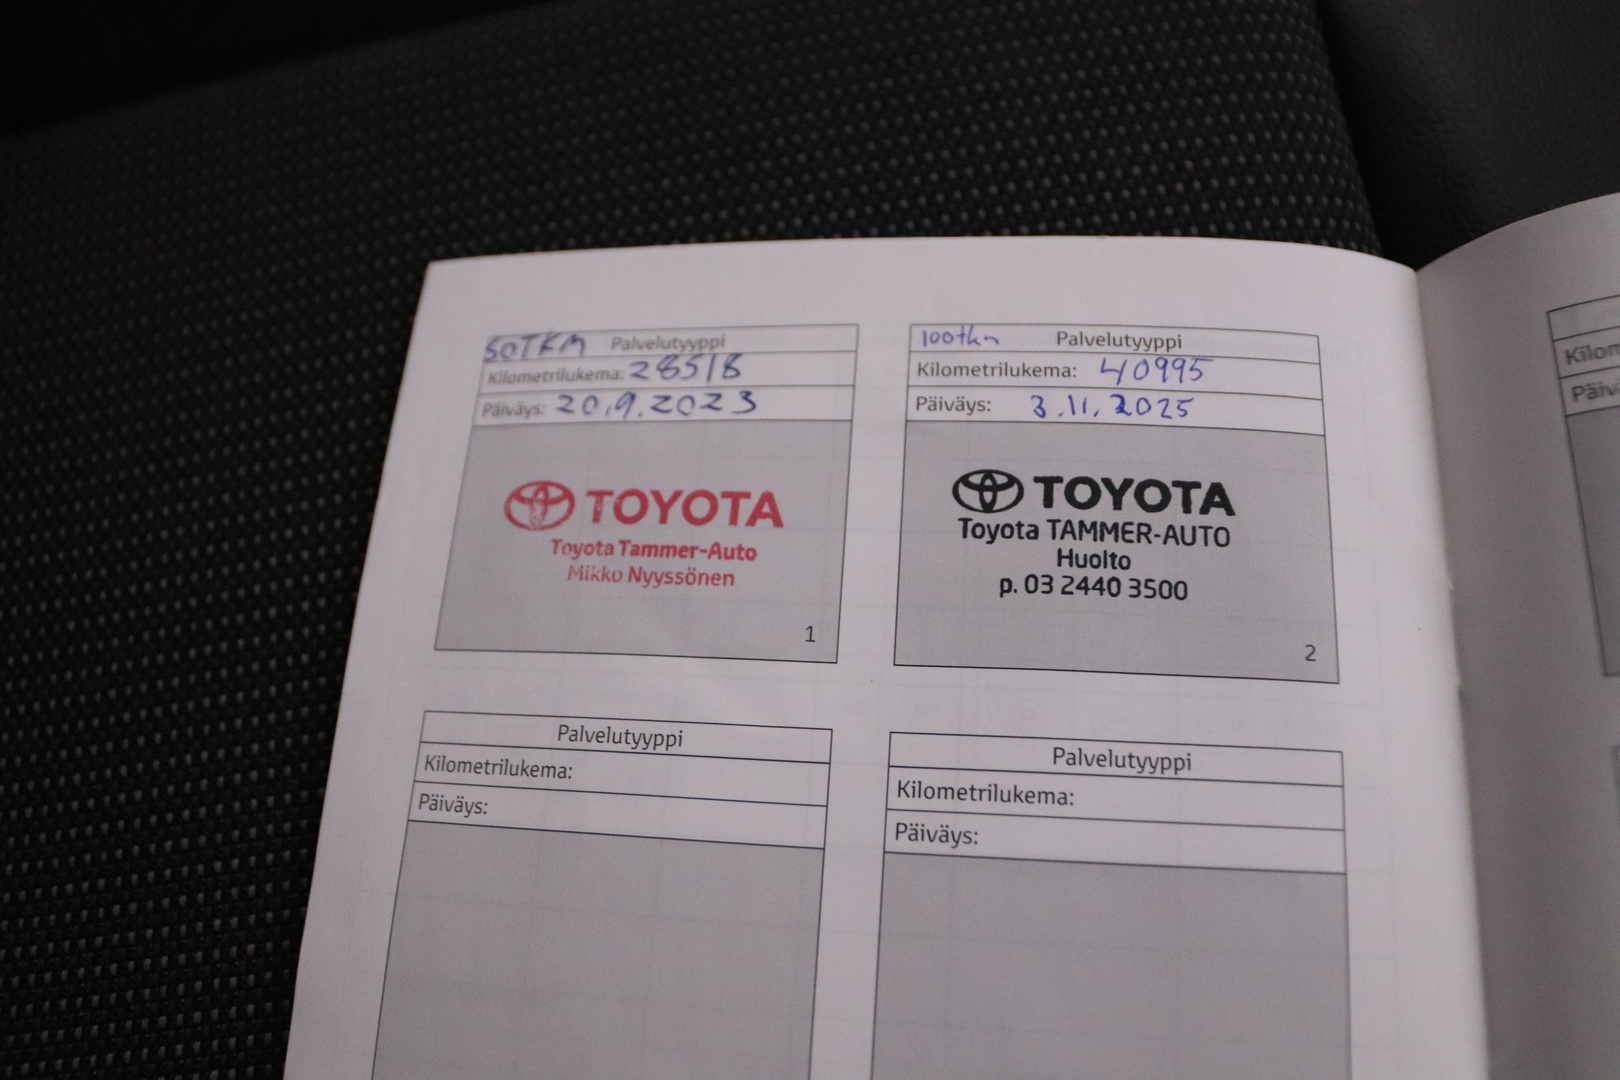 50TKM Palvelutyyppi
Kilometrilukema: 28518
Päiväys: 20.9.2023
TOYOTA
Toyota Tammer-Auto
Mikko Nyyssönen
1
100tkm Palvelutyyppi
Kilometrilukema: 40995
Päiväys: 3.11.2025
TOYOTA
Toyota TAMMER-AUTO
Huolto
p. 03 2440 3500
2
Palvelutyyppi
Kilometrilukema:
Päiväys:
Palvelutyyppi
Kilometrilukema:
Päiväys: